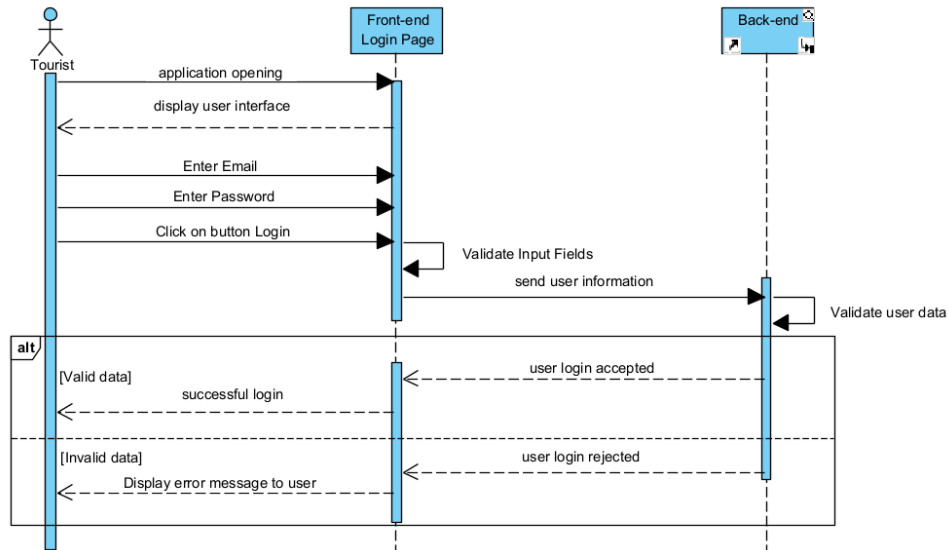 Front-end
Login Page
Back-end
Tourist
application opening
display user interface
Enter Email
Enter Password
Click on button Login
Validate Input Fields
send user information
Validate user data
alt
user login accepted
[Valid data]
successful login
user login rejected
[Invalid data]
Display error message to user